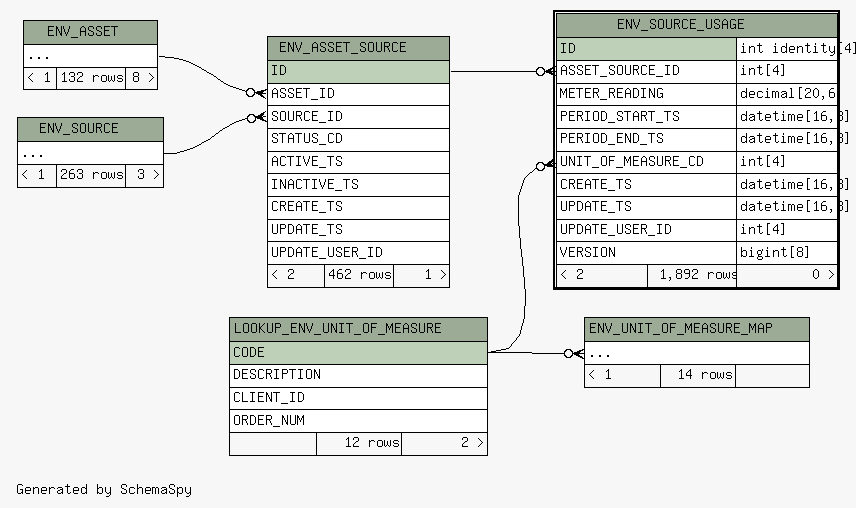 ENV_ASSET
...
< 1 132 rows 8 >
ENV_SOURCE
...
< 1 263 rows 3 >
ENV_ASSET_SOURCE
ID
ASSET_ID
SOURCE_ID
STATUS_CD
ACTIVE_TS
INACTIVE_TS
CREATE_TS
UPDATE_TS
UPDATE_USER_ID
< 2 462 rows 1 >
ENV_SOURCE_USAGE
ID int identity[4]
ASSET_SOURCE_ID int[4]
METER_READING decimal[20,6
PERIOD_START_TS datetime[16,3]
PERIOD_END_TS datetime[16,3]
UNIT_OF_MEASURE_CD int[4]
CREATE_TS datetime[16,3]
UPDATE_TS datetime[16,3]
UPDATE_USER_ID int[4]
VERSION bigint[8]
< 2 1,892 rows 0 >
LOOKUP_ENV_UNIT_OF_MEASURE
CODE
DESCRIPTION
CLIENT_ID
ORDER_NUM
12 rows 2 >
ENV_UNIT_OF_MEASURE_MAP
...
< 1 14 rows
Generated by SchemaSpy